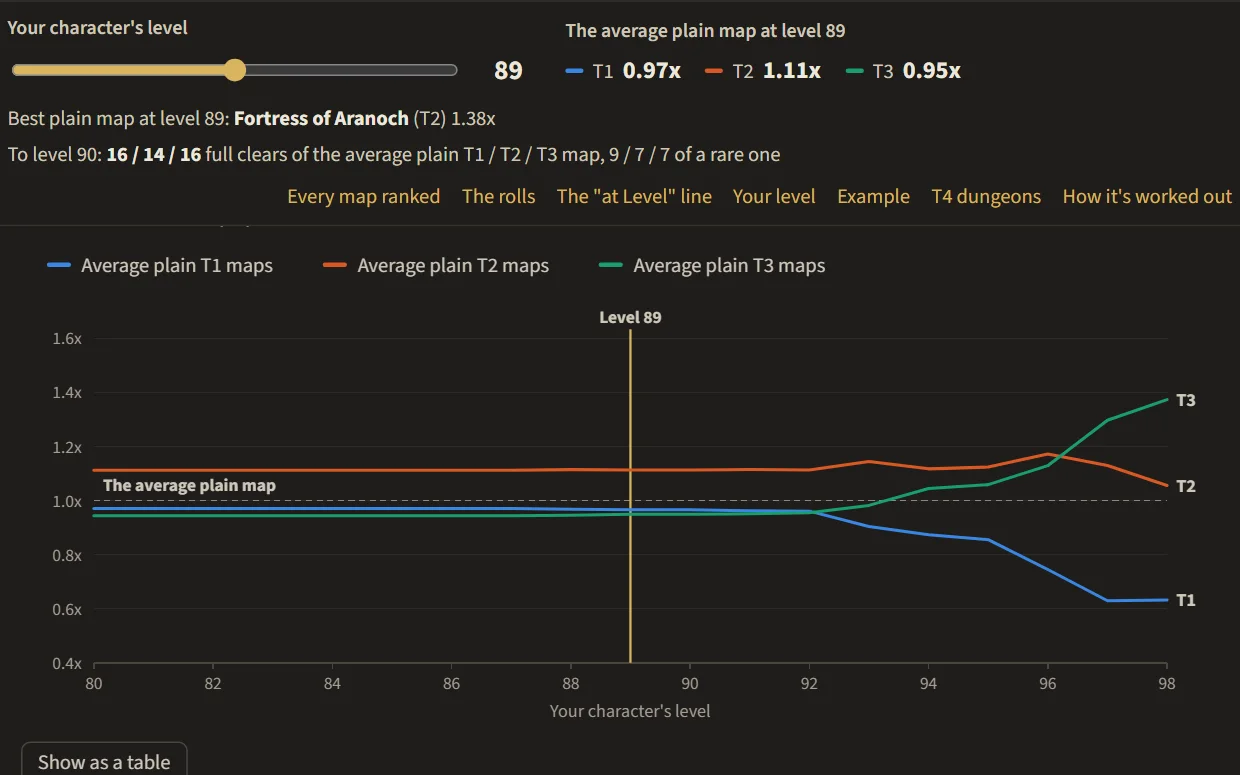 Your character's level
The average plain map at level 89
89
T1 0.97x T2 1.11x T3 0.95x
Best plain map at level 89: Fortress of Aranoch (T2) 1.38x
To level 90: 16 / 14 / 16 full clears of the average plain T1 / T2 / T3 map, 9 / 7 / 7 of a rare one
Every map ranked The rolls The "at Level" line Your level Example T4 dungeons How it's worked out
Average plain T1 maps Average plain T2 maps Average plain T3 maps
Level 89
1.6x
1.4x
T3
1.2x
The average plain map
T2
1.0x
0.8x
0.6x
T1
0.4x
80 82 84 86 88 90 92 94 96 98
Your character's level
Show as a table